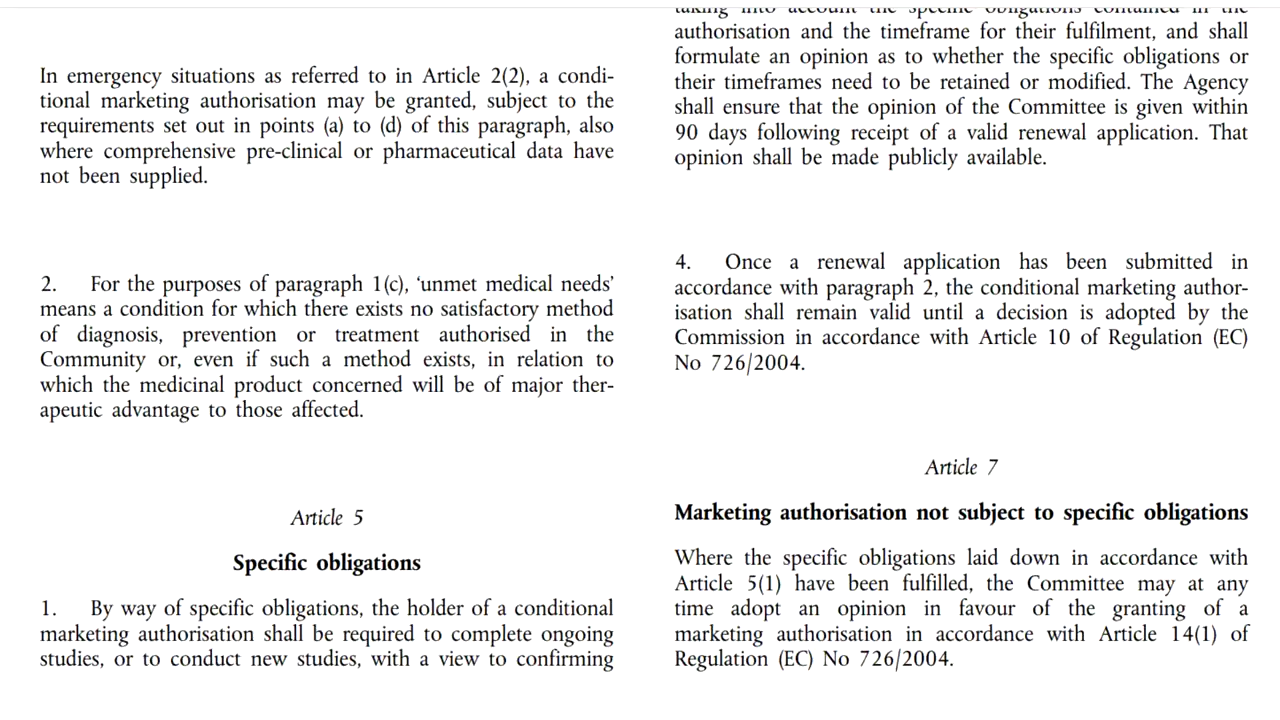 In emergency situations as referred to in Article 2(2), a condi-
tional marketing authorisation may be granted, subject to the
requirements set out in points (a) to (d) of this paragraph, also
where comprehensive pre-clinical or pharmaceutical data have
not been supplied.
2. For the purposes of paragraph 1(c), ‘unmet medical needs’
means a condition for which there exists no satisfactory method
of diagnosis, prevention or treatment authorised in the
Community or, even if such a method exists, in relation to
which the medicinal product concerned will be of major ther-
apeutic advantage to those affected.
Article 5
Specific obligations
1. By way of specific obligations, the holder of a conditional
marketing authorisation shall be required to complete ongoing
studies, or to conduct new studies, with a view to confirming
taking into account the specific obligations contained in the
authorisation and the timeframe for their fulfilment, and shall
formulate an opinion as to whether the specific obligations or
their timeframes need to be retained or modified. The Agency
shall ensure that the opinion of the Committee is given within
90 days following receipt of a valid renewal application. That
opinion shall be made publicly available.
4. Once a renewal application has been submitted in
accordance with paragraph 2, the conditional marketing author-
isation shall remain valid until a decision is adopted by the
Commission in accordance with Article 10 of Regulation (EC)
No 726/2004.
Article 7
Marketing authorisation not subject to specific obligations
Where the specific obligations laid down in accordance with
Article 5(1) have been fulfilled, the Committee may at any
time adopt an opinion in favour of the granting of a
marketing authorisation in accordance with Article 14(1) of
Regulation (EC) No 726/2004.